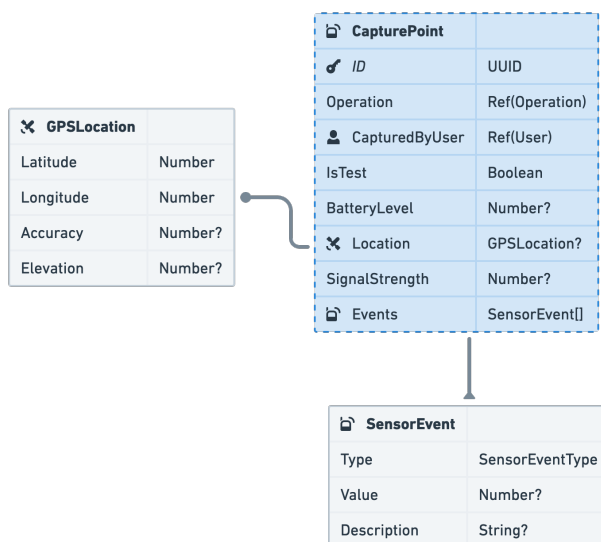 CapturePoint
ID UUID
Operation Ref(Operation)
CapturedByUser Ref(User)
IsTest Boolean
BatteryLevel Number?
Location GPSLocation?
SignalStrength Number?
Events SensorEvent[]
GPSLocation
Latitude Number
Longitude Number
Accuracy Number?
Elevation Number?
SensorEvent
Type SensorEventType
Value Number?
Description String?